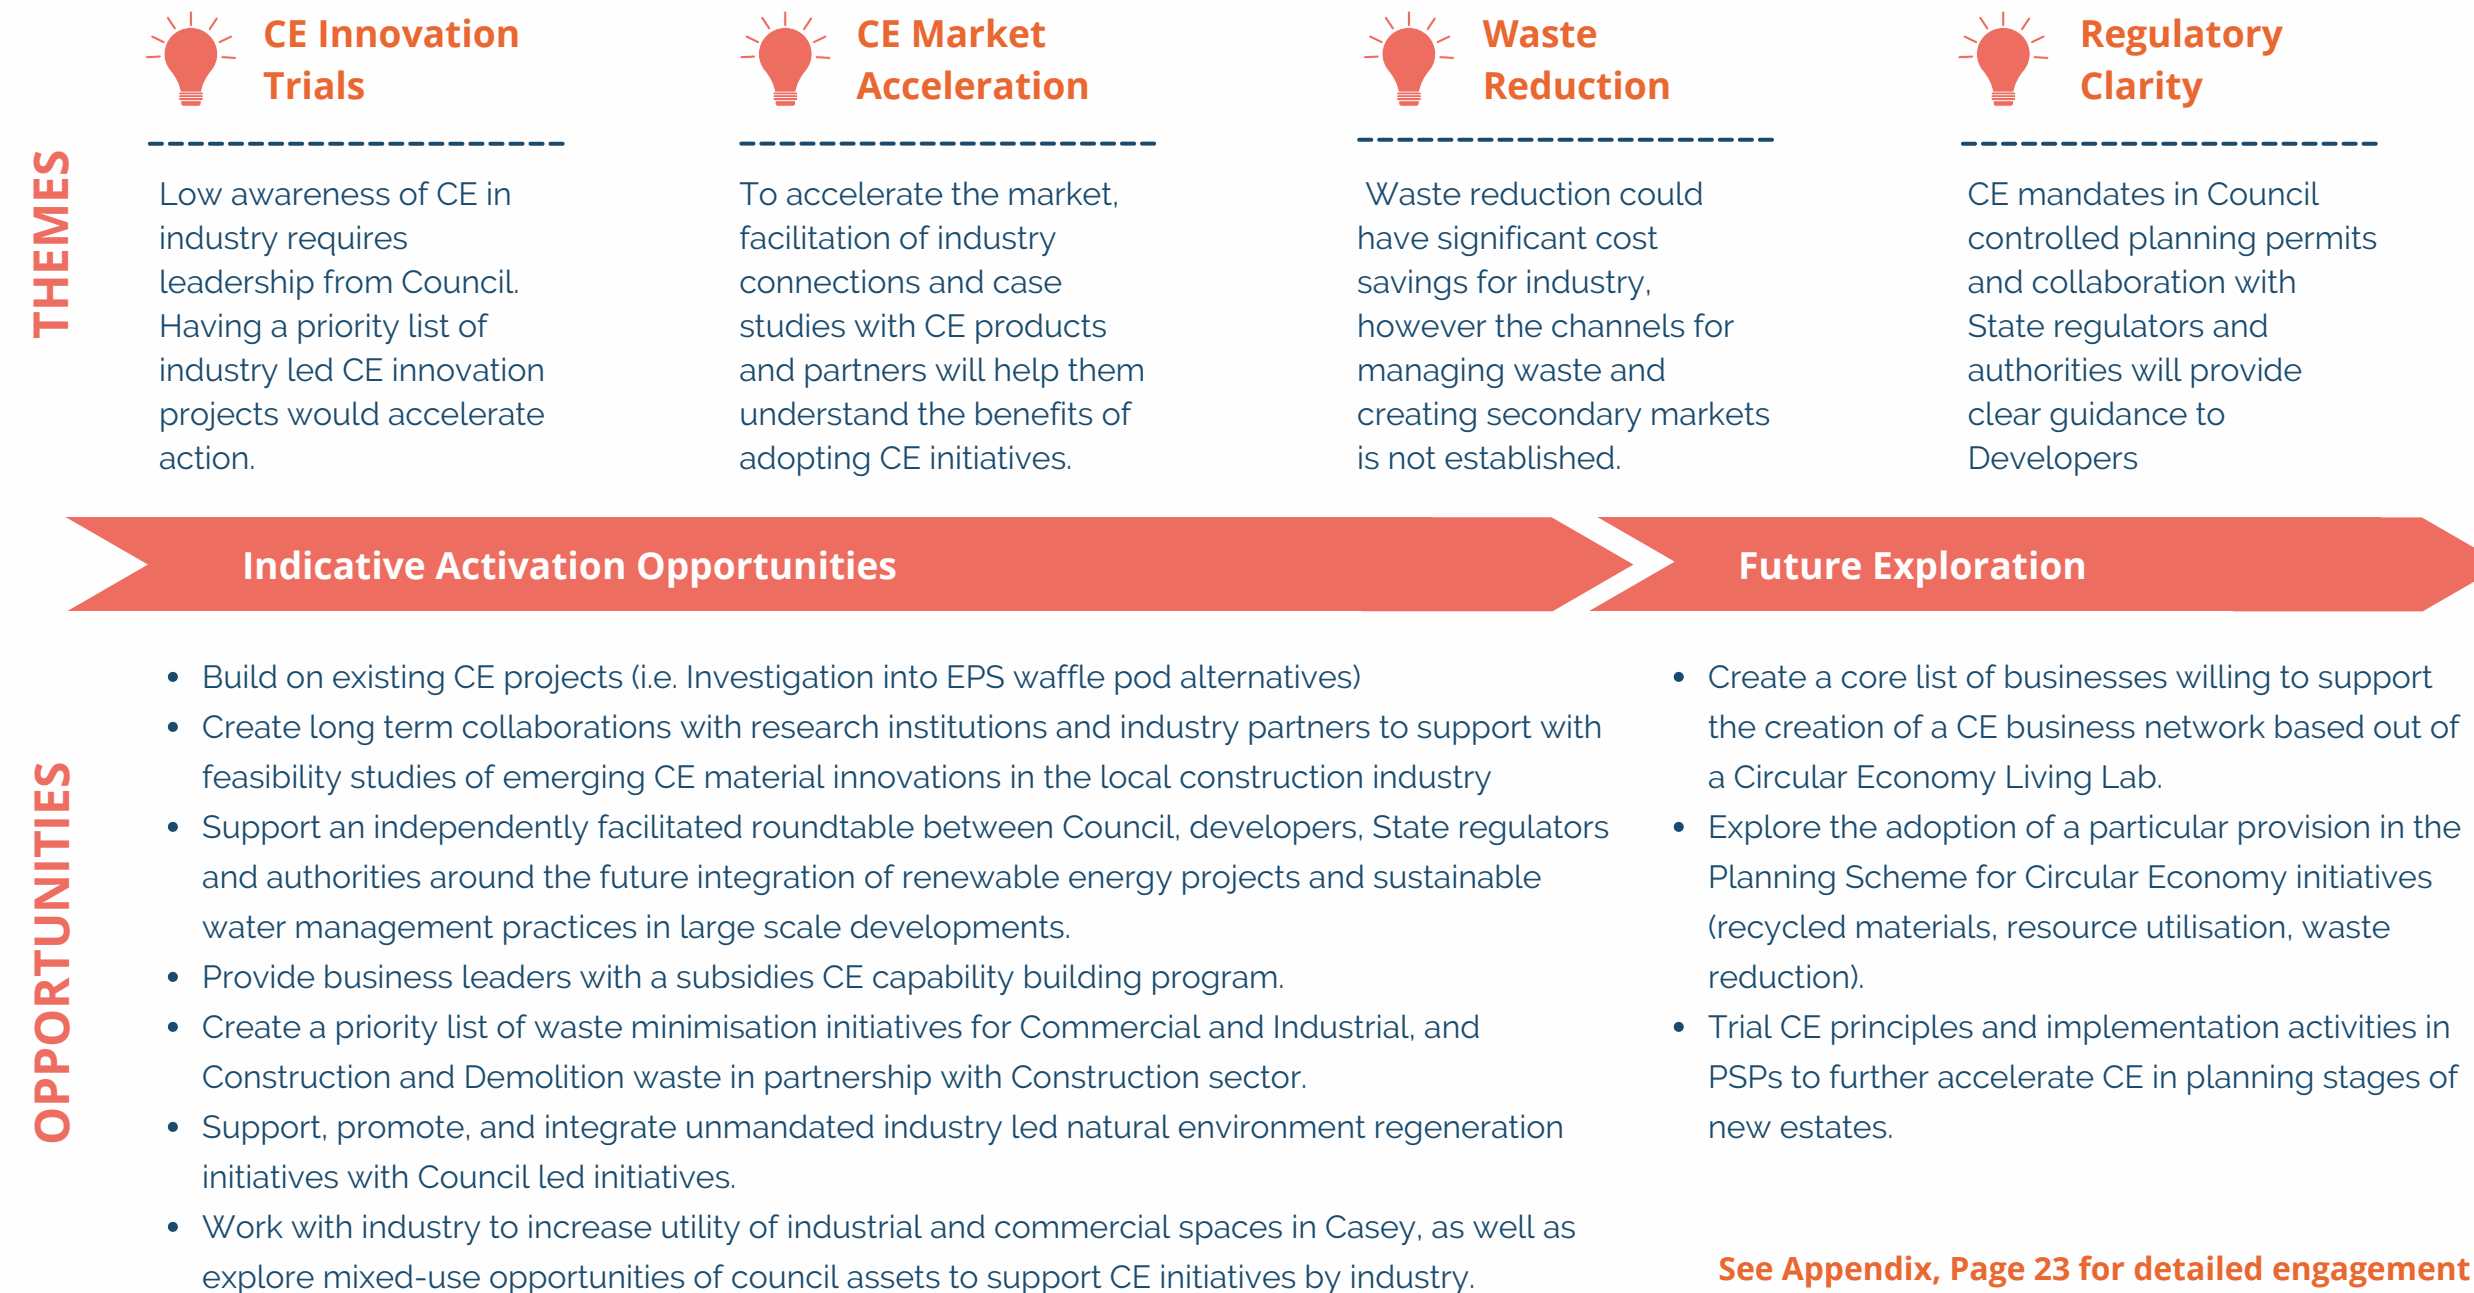 THEMES
CE Innovation
Trials
Low awareness of CE in
industry requires
leadership from Council.
Having a priority list of
industry led CE innovation
projects would accelerate
action.
CE Market
Acceleration
To accelerate the market,
facilitation of industry
connections and case
studies with CE products
and partners will help them
understand the benefits of
adopting CE initiatives.
Waste
Reduction
Waste reduction could
have significant cost
savings for industry,
however the channels for
managing waste and
creating secondary markets
is not established.
Regulatory
Clarity
CE mandates in Council
controlled planning permits
and collaboration with
State regulators and
authorities will provide
clear guidance to
Developers
OPPORTUNITIES
Indicative Activation Opportunities
• Build on existing CE projects (i.e. Investigation into EPS waffle pod alternatives)
• Create long term collaborations with research institutions and industry partners to support with
feasibility studies of emerging CE material innovations in the local construction industry
• Support an independently facilitated roundtable between Council, developers, State regulators
and authorities around the future integration of renewable energy projects and sustainable
water management practices in large scale developments.
• Provide business leaders with a subsidies CE capability building program.
• Create a priority list of waste minimisation initiatives for Commercial and Industrial, and
Construction and Demolition waste in partnership with Construction sector.
• Support, promote, and integrate unmandated industry led natural environment regeneration
initiatives with Council led initiatives.
• Work with industry to increase utility of industrial and commercial spaces in Casey, as well as
explore mixed-use opportunities of council assets to support CE initiatives by industry.
Future Exploration
• Create a core list of businesses willing to support
the creation of a CE business network based out of
a Circular Economy Living Lab.
• Explore the adoption of a particular provision in the
Planning Scheme for Circular Economy initiatives
(recycled materials, resource utilisation, waste
reduction).
• Trial CE principles and implementation activities in
PSPs to further accelerate CE in planning stages of
new estates.
See Appendix, Page 23 for detailed engagement